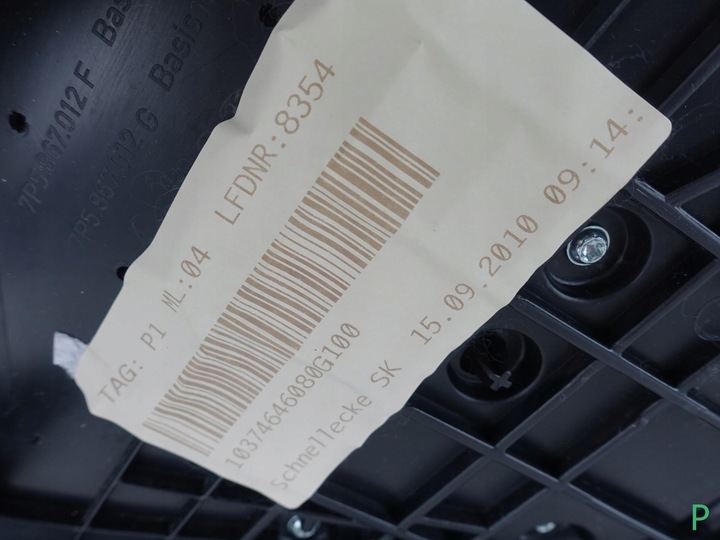 7P5.867.012 F Basis
7P5.867.012 G Basis
TAG: P1 ML:04 LFDNR:8354
10374646080G100
Schnellecke SK 15.09.2010 09:14:
P